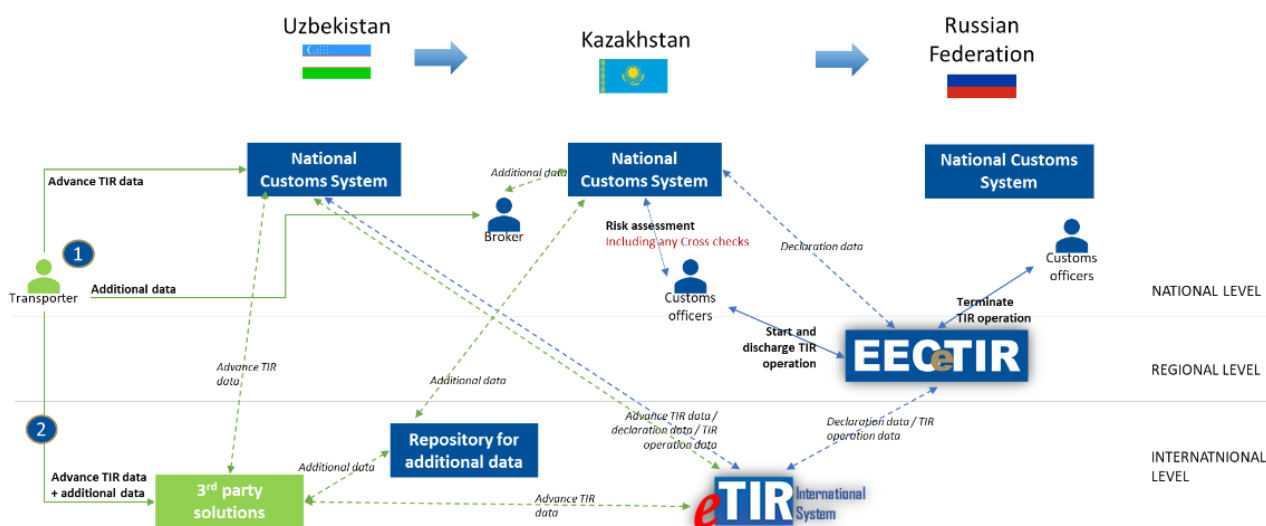 Uzbekistan
Kazakhstan
Russian
Federation
National
Customs System
National
Customs System
National Customs
System
Advance TIR data
Additional data
Broker
Risk assessment
Including any Cross checks
Declaration data
Customs
officers
1
Transporter
Additional data
Customs
officers
Terminate
TIR operation
NATIONAL LEVEL
Start and
discharge TIR
operation
EECeTIR
REGIONAL LEVEL
Advance TIR
data
Additional data
2
Repository for
additional data
Advance TIR data /
declaration data / TIR
operation data
Declaration data / TIR
operation data
INTERNATNIONAL
LEVEL
Advance TIR data
+ additional data
3rd party
solutions
Additional data
Advance TIR
data
eTIR International
System